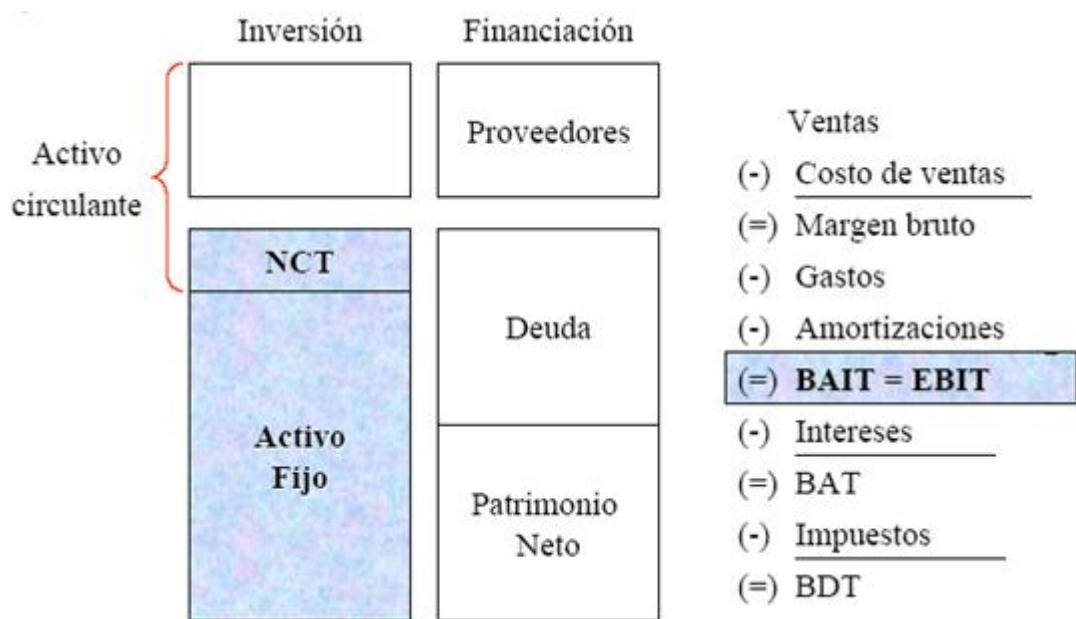 Inversión
Financiación
Activo
circulante
Proveedores
NCT
Deuda
Activo
Fijo
Patrimonio
Neto
Ventas
(-) Costo de ventas
(=) Margen bruto
(-) Gastos
(-) Amortizaciones
(=) BAIT = EBIT
(-) Intereses
(=) BAT
(-) Impuestos
(=) BDT